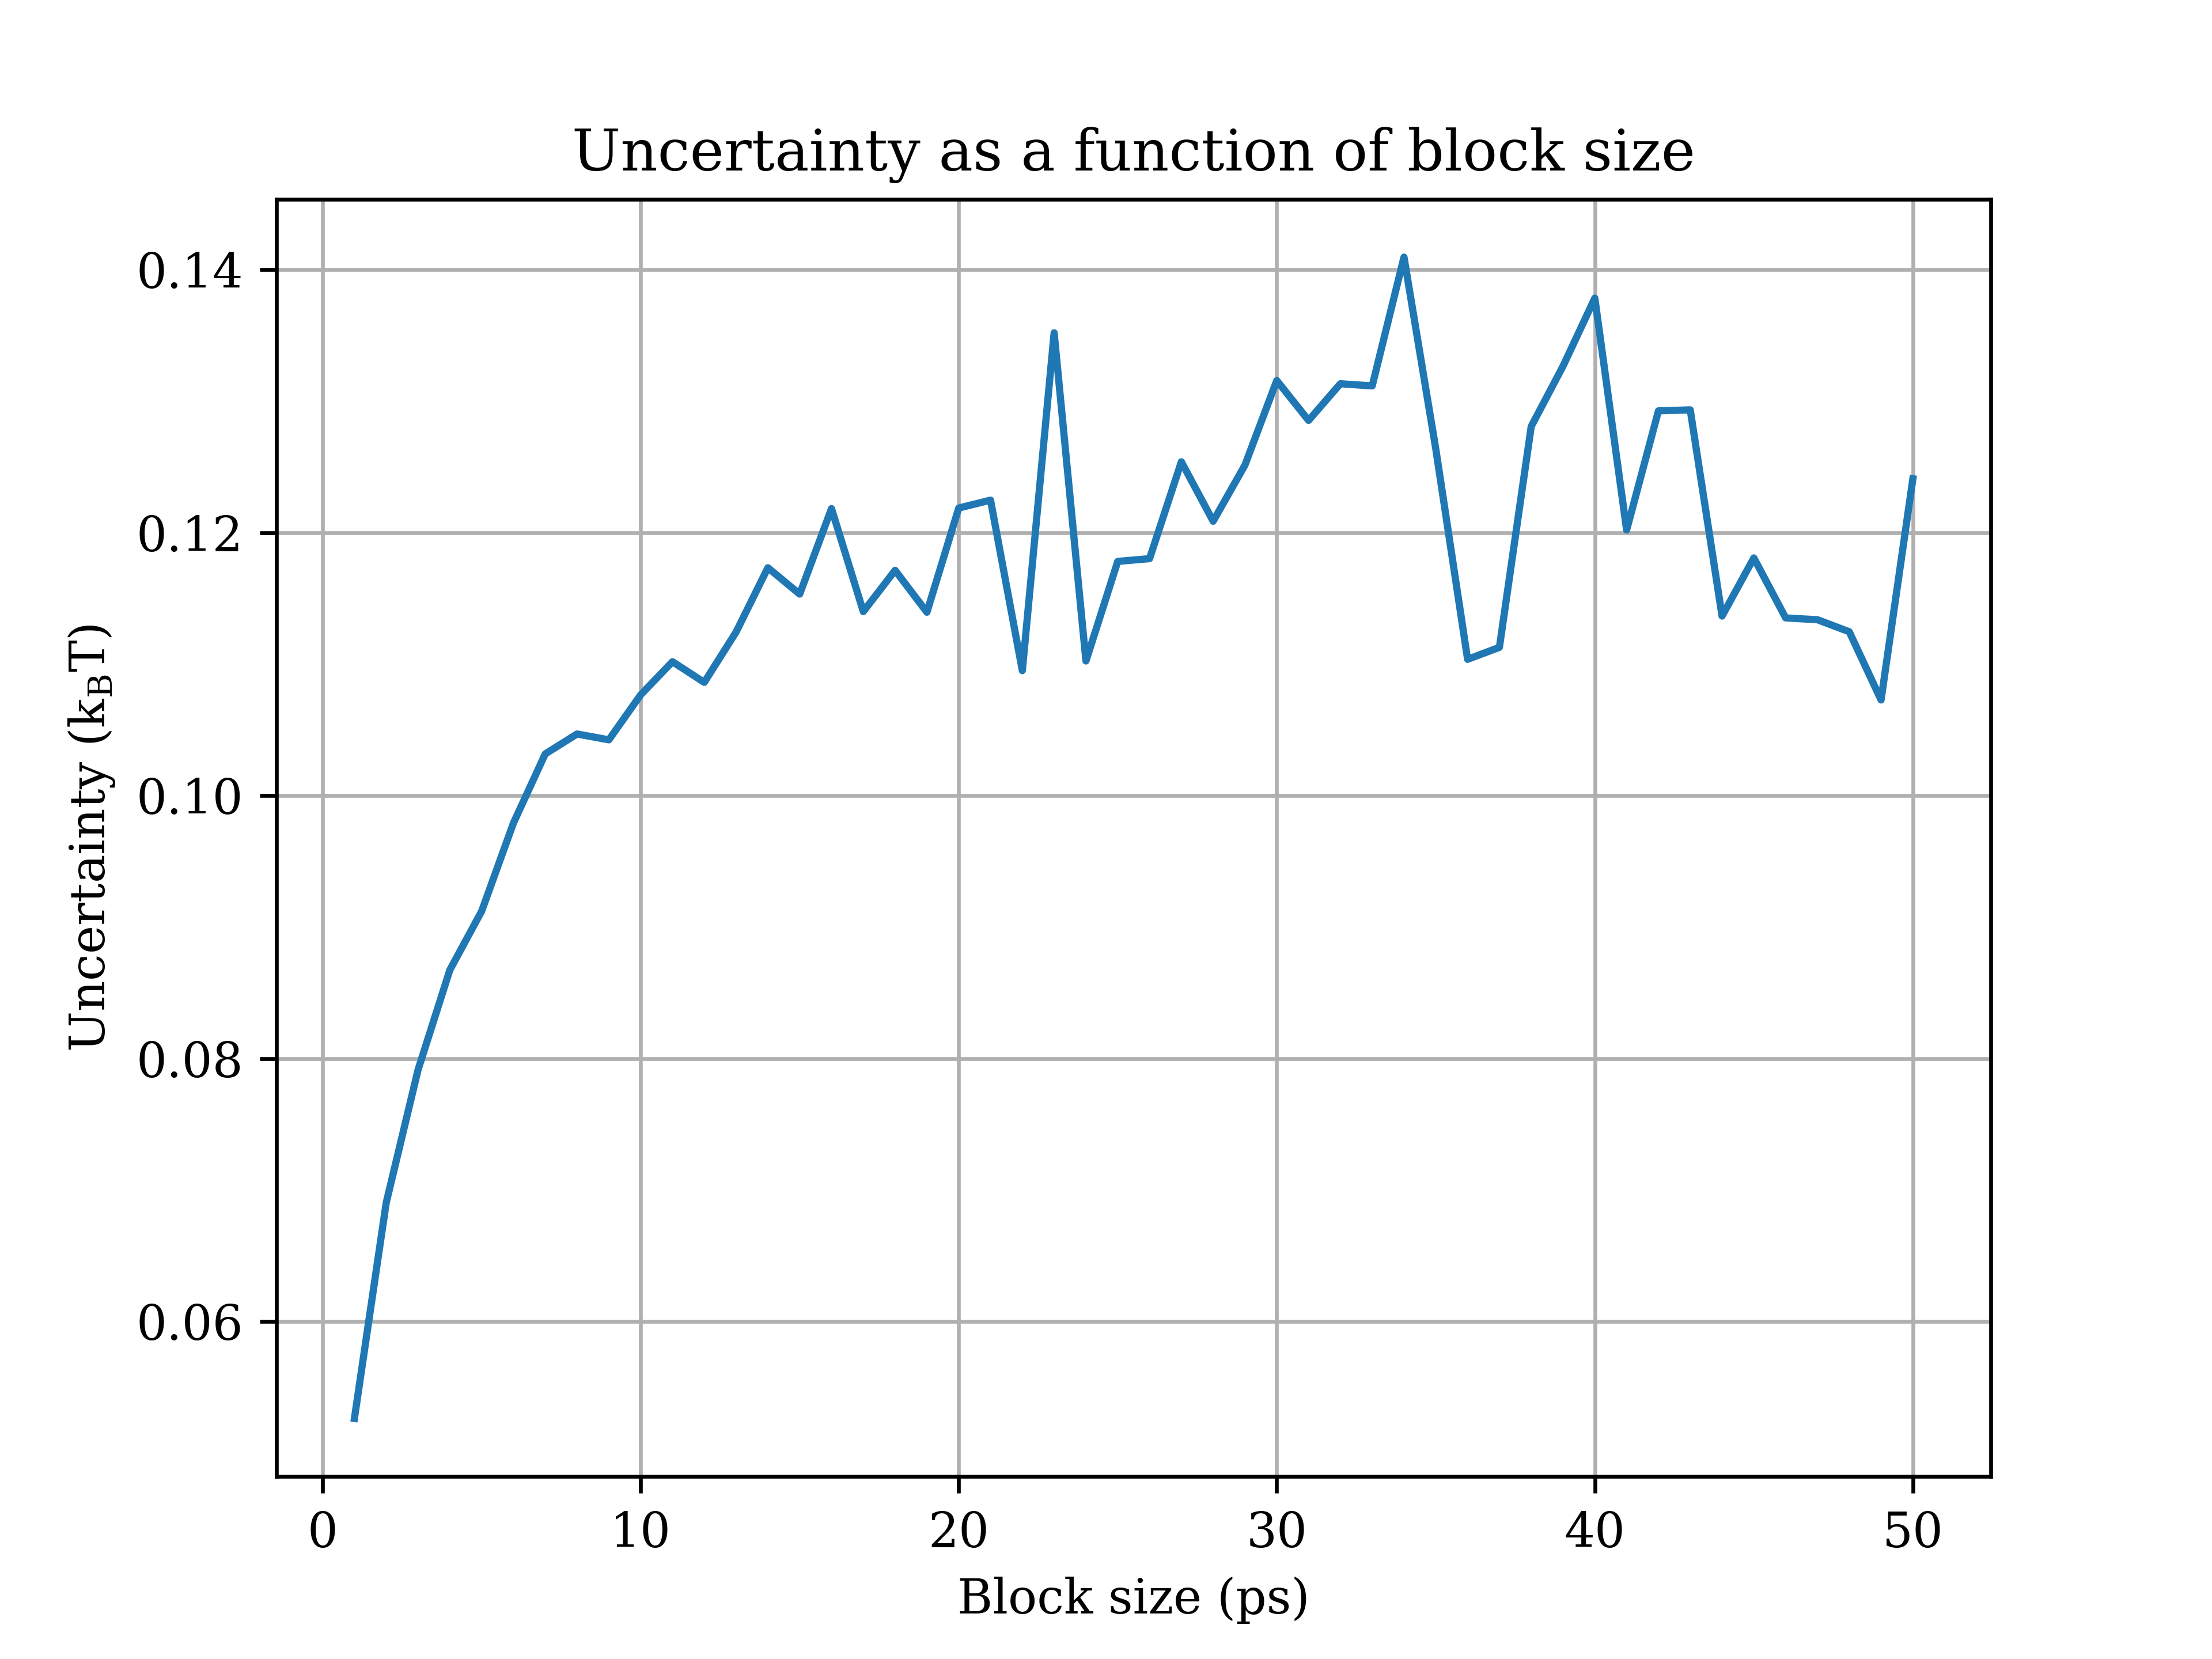 Uncertainty as a function of block size
Uncertainty (k_BT)
0.14
0.12
0.10
0.08
0.06
0 10 20 30 40 50
Block size (ps)